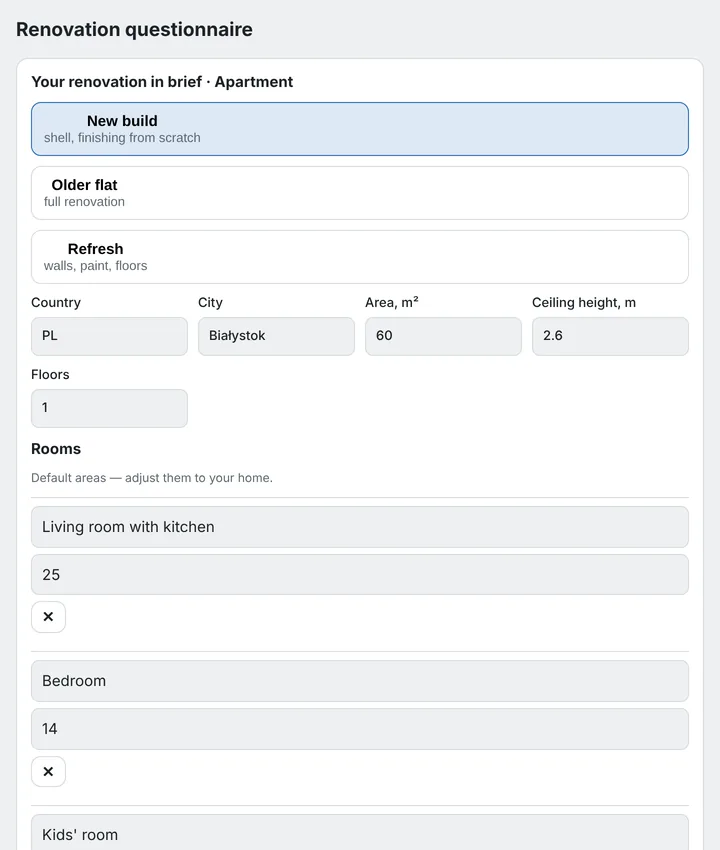 Renovation questionnaire
Your renovation in brief · Apartment
New build
shell, finishing from scratch
Older flat
full renovation
Refresh
walls, paint, floors
Country City Area, m² Ceiling height, m
PL Białystok 60 2.6
Floors
1
Rooms
Default areas — adjust them to your home.
Living room with kitchen
25
✕
Bedroom
14
✕
Kids' room